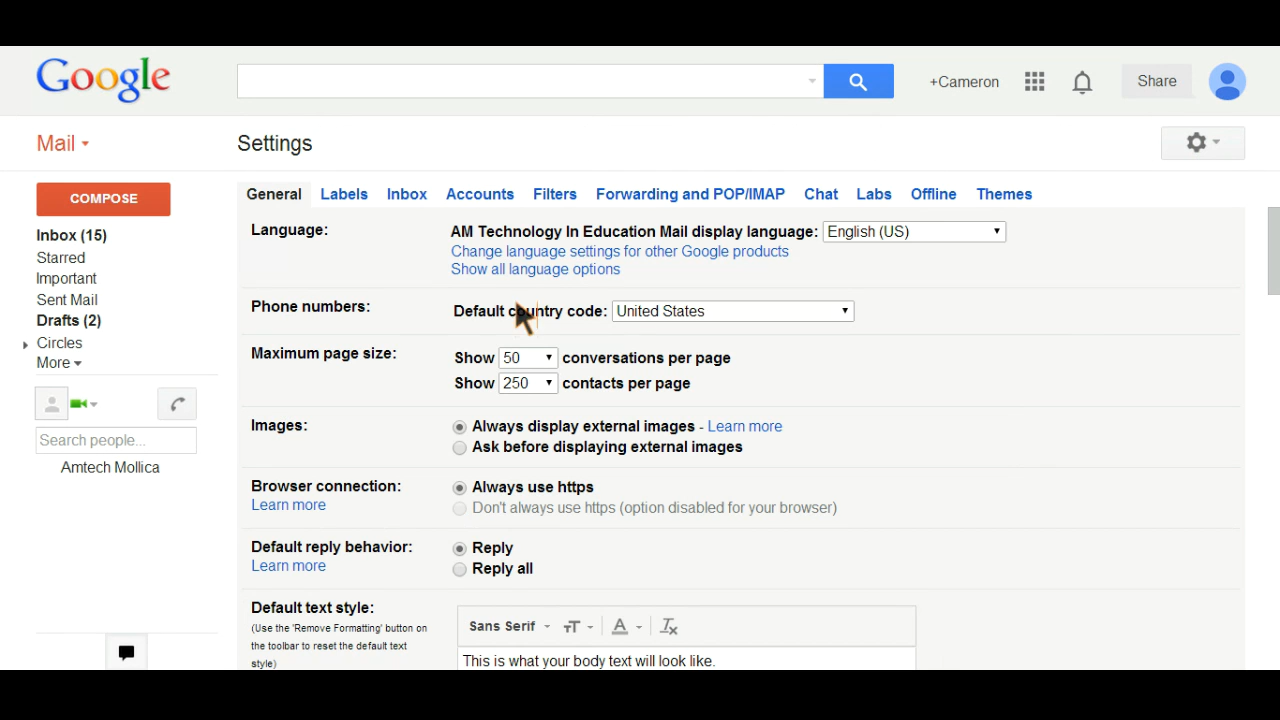 Google
+Cameron
Share
Mail
Settings
COMPOSE
General Labels Inbox Accounts Filters Forwarding and POP/IMAP Chat Labs Offline Themes
Inbox (15)
Starred
Important
Sent Mail
Drafts (2)
Circles
More
Search people...
Amtech Mollica
Language:
AM Technology In Education Mail display language: English (US)
Change language settings for other Google products
Show all language options
Phone numbers:
Default country code: United States
Maximum page size:
Show 50 conversations per page
Show 250 contacts per page
Images:
Always display external images - Learn more
Ask before displaying external images
Browser connection:
Learn more
Always use https
Don't always use https (option disabled for your browser)
Default reply behavior:
Learn more
Reply
Reply all
Default text style:
(Use the 'Remove Formatting' button on
the toolbar to reset the default text
style)
Sans Serif
This is what your body text will look like.